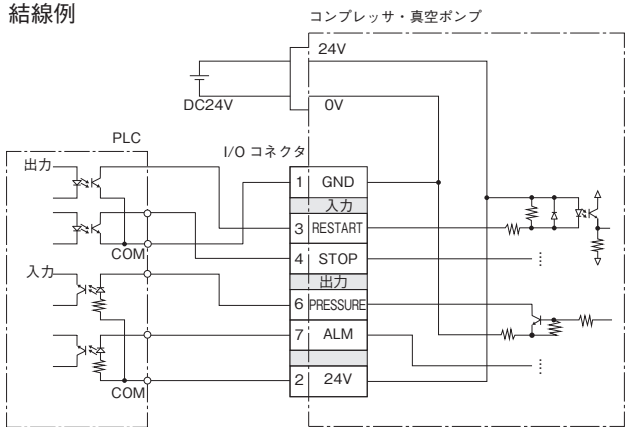 結線例
コンプレッサ・真空ポンプ
24V
DC24V
0V
PLC
I/O コネクタ
出力
1 GND
入力
3 RESTART
COM
4 STOP
入力
出力
6 PRESSURE
7 ALM
2 24V
COM